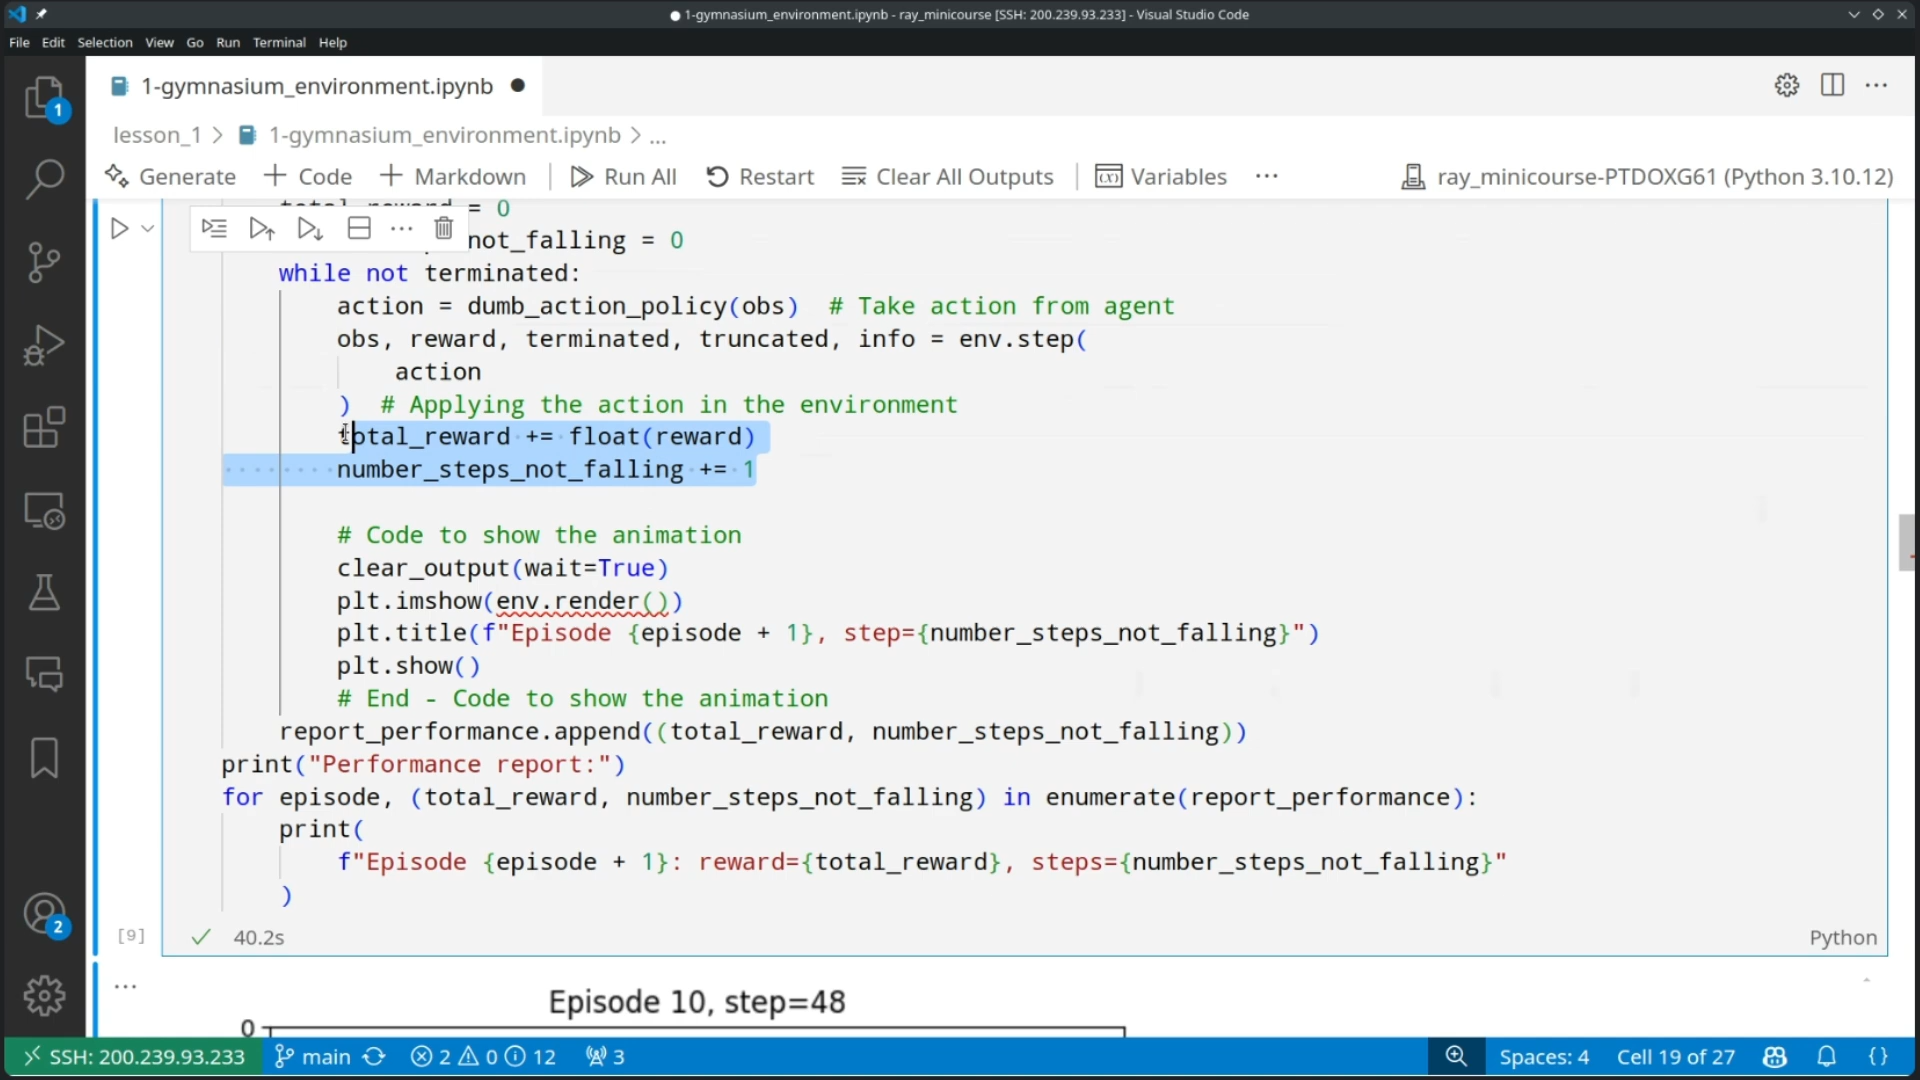 1-gymnasium_environment.ipynb - ray_minicourse [SSH: 200.239.93.233] - Visual Studio Code
File Edit Selection View Go Run Terminal Help
1-gymnasium_environment.ipynb
lesson_1 > 1-gymnasium_environment.ipynb > ...
Generate + Code + Markdown Run All Restart Clear All Outputs Variables ... ray_minicourse-PTDOXG61 (Python 3.10.12)
= 0
not_falling = 0
while not terminated:
action = dumb_action_policy(obs)  # Take action from agent
obs, reward, terminated, truncated, info = env.step(
action
)  # Applying the action in the environment
total_reward += float(reward)
number_steps_not_falling += 1
# Code to show the animation
clear_output(wait=True)
plt.imshow(env.render())
plt.title(f"Episode {episode + 1}, step={number_steps_not_falling}")
plt.show()
# End - Code to show the animation
report_performance.append((total_reward, number_steps_not_falling))
print("Performance report:")
for episode, (total_reward, number_steps_not_falling) in enumerate(report_performance):
print(
f"Episode {episode + 1}: reward={total_reward}, steps={number_steps_not_falling}"
)
[9] 40.2s Python
Episode 10, step=48
0
SSH: 200.239.93.233 main 2 0 12 3 Spaces: 4 Cell 19 of 27 {}
1
2